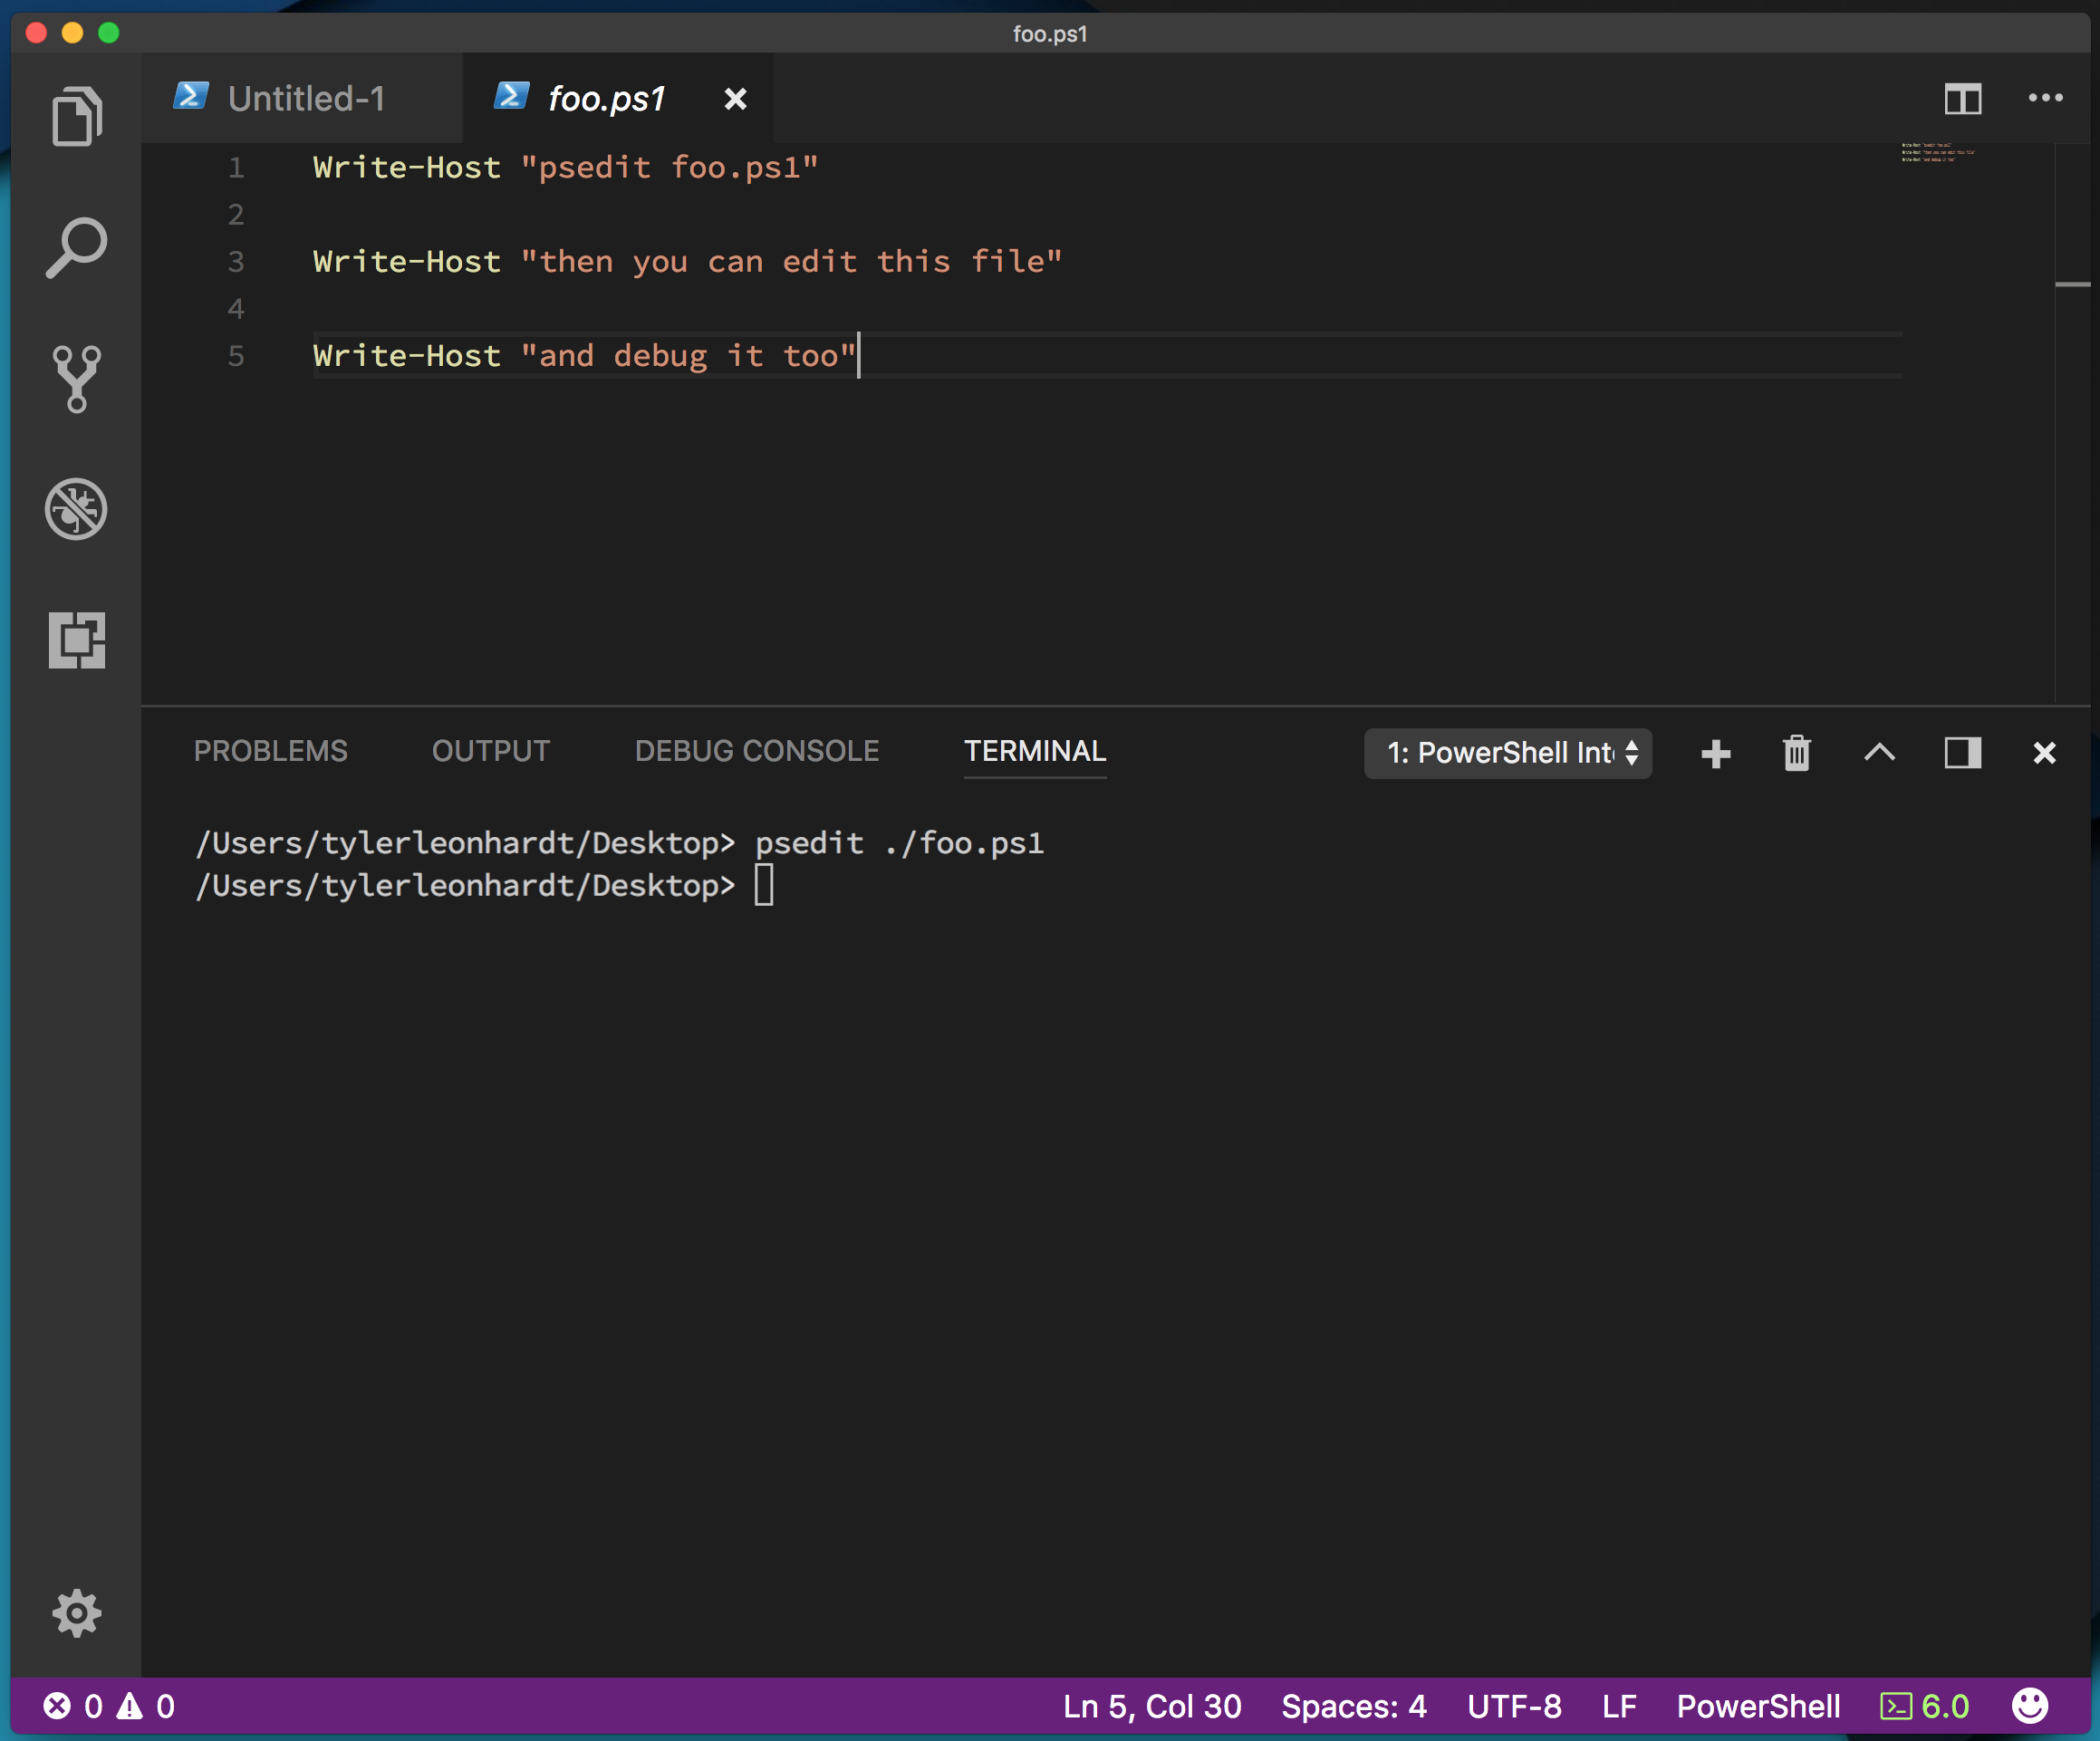 foo.ps1
Untitled-1
foo.ps1
1 Write-Host "psedit foo.ps1"
2
3 Write-Host "then you can edit this file"
4
5 Write-Host "and debug it too"
PROBLEMS OUTPUT DEBUG CONSOLE TERMINAL 1: PowerShell Int
/Users/tylerleonhardt/Desktop> psedit ./foo.ps1
/Users/tylerleonhardt/Desktop>
0 0 Ln 5, Col 30 Spaces: 4 UTF-8 LF PowerShell 6.0